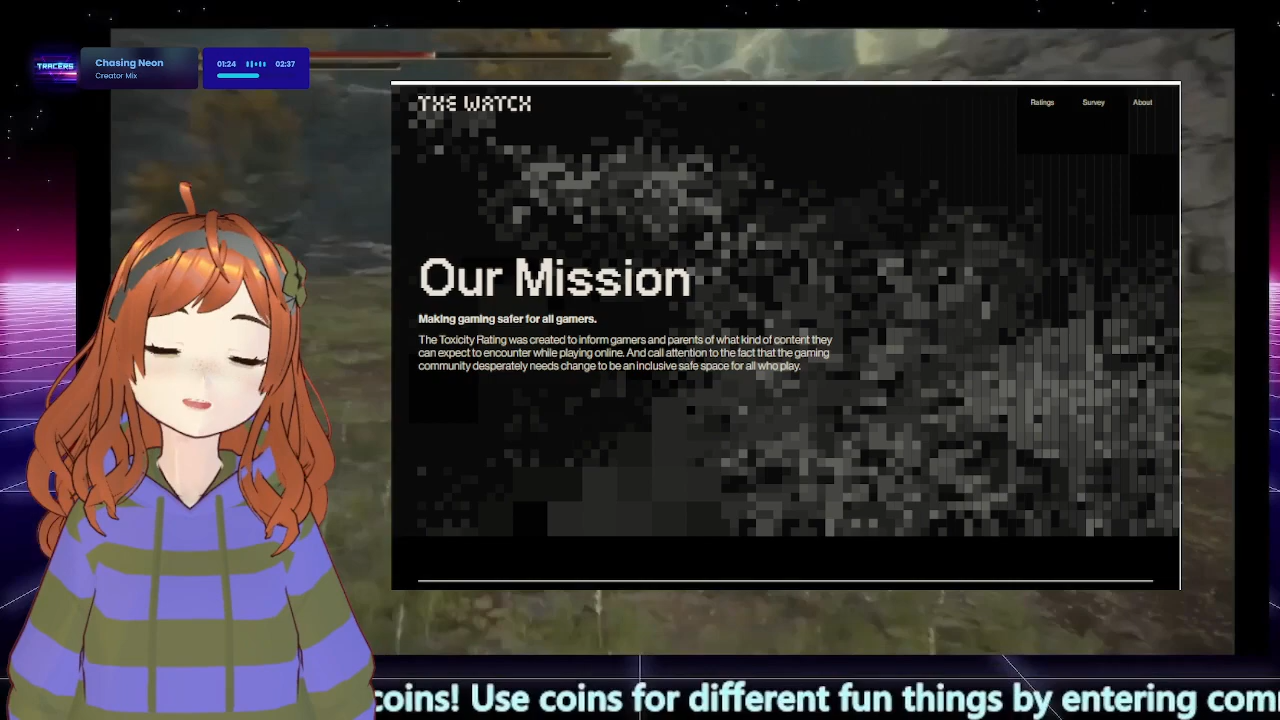 TRACERS
Chasing Neon
Creator Mix
01:24
02:37
THE WATCH
Ratings
Survey
About
Our Mission
Making gaming safer for all gamers.
The Toxicity Rating was created to inform gamers and parents of what kind of content they
can expect to encounter while playing online. And call attention to the fact that the gaming
community desperately needs change to be an inclusive safe space for all who play.
coins! Use coins for different fun things by entering com